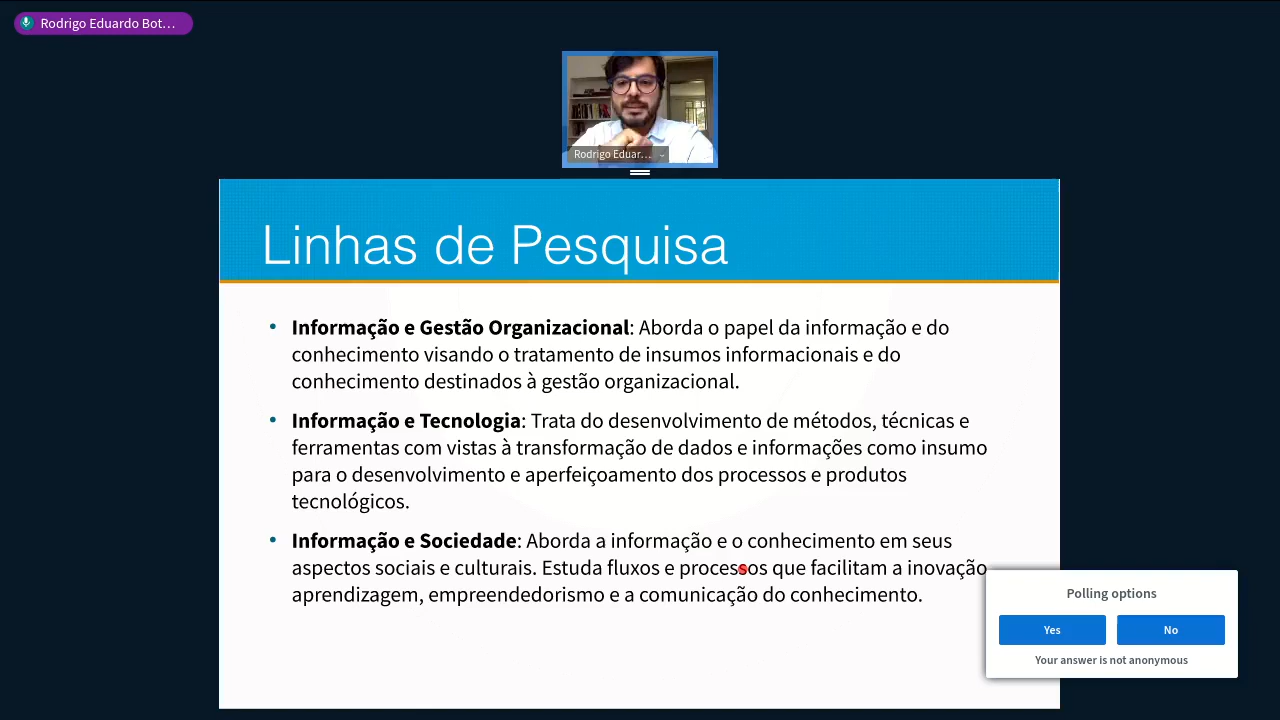 Rodrigo Eduardo Bot...
Rodrigo Eduar...
Linhas de Pesquisa
• Informação e Gestão Organizacional: Aborda o papel da informação e do
conhecimento visando o tratamento de insumos informacionais e do
conhecimento destinados à gestão organizacional.
• Informação e Tecnologia: Trata do desenvolvimento de métodos, técnicas e
ferramentas com vistas à transformação de dados e informações como insumo
para o desenvolvimento e aperfeiçoamento dos processos e produtos
tecnológicos.
• Informação e Sociedade: Aborda a informação e o conhecimento em seus
aspectos sociais e culturais. Estuda fluxos e processos que facilitam a inovação
aprendizagem, empreendedorismo e a comunicação do conhecimento.
Polling options
Yes No
Your answer is not anonymous